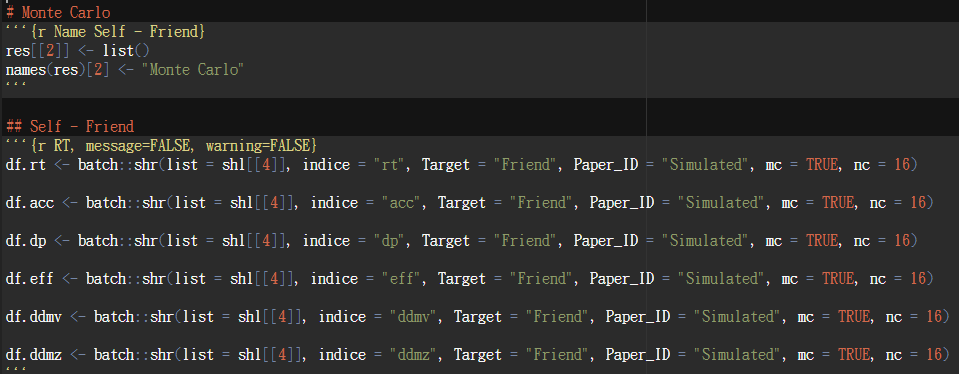 # Monte Carlo
```{r Name Self - Friend}
res[[2]] <- list()
names(res)[2] <- "Monte Carlo"
```
## Self - Friend
```{r RT, message=FALSE, warning=FALSE}
df.rt <- batch::shr(list = shl[[4]], indice = "rt", Target = "Friend", Paper_ID = "Simulated", mc = TRUE, nc = 16)
df.acc <- batch::shr(list = shl[[4]], indice = "acc", Target = "Friend", Paper_ID = "Simulated", mc = TRUE, nc = 16)
df.dp <- batch::shr(list = shl[[4]], indice = "dp", Target = "Friend", Paper_ID = "Simulated", mc = TRUE, nc = 16)
df.eff <- batch::shr(list = shl[[4]], indice = "eff", Target = "Friend", Paper_ID = "Simulated", mc = TRUE, nc = 16)
df.ddmv <- batch::shr(list = shl[[4]], indice = "ddmv", Target = "Friend", Paper_ID = "Simulated", mc = TRUE, nc = 16)
df.ddmz <- batch::shr(list = shl[[4]], indice = "ddmz", Target = "Friend", Paper_ID = "Simulated", mc = TRUE, nc = 16)
```